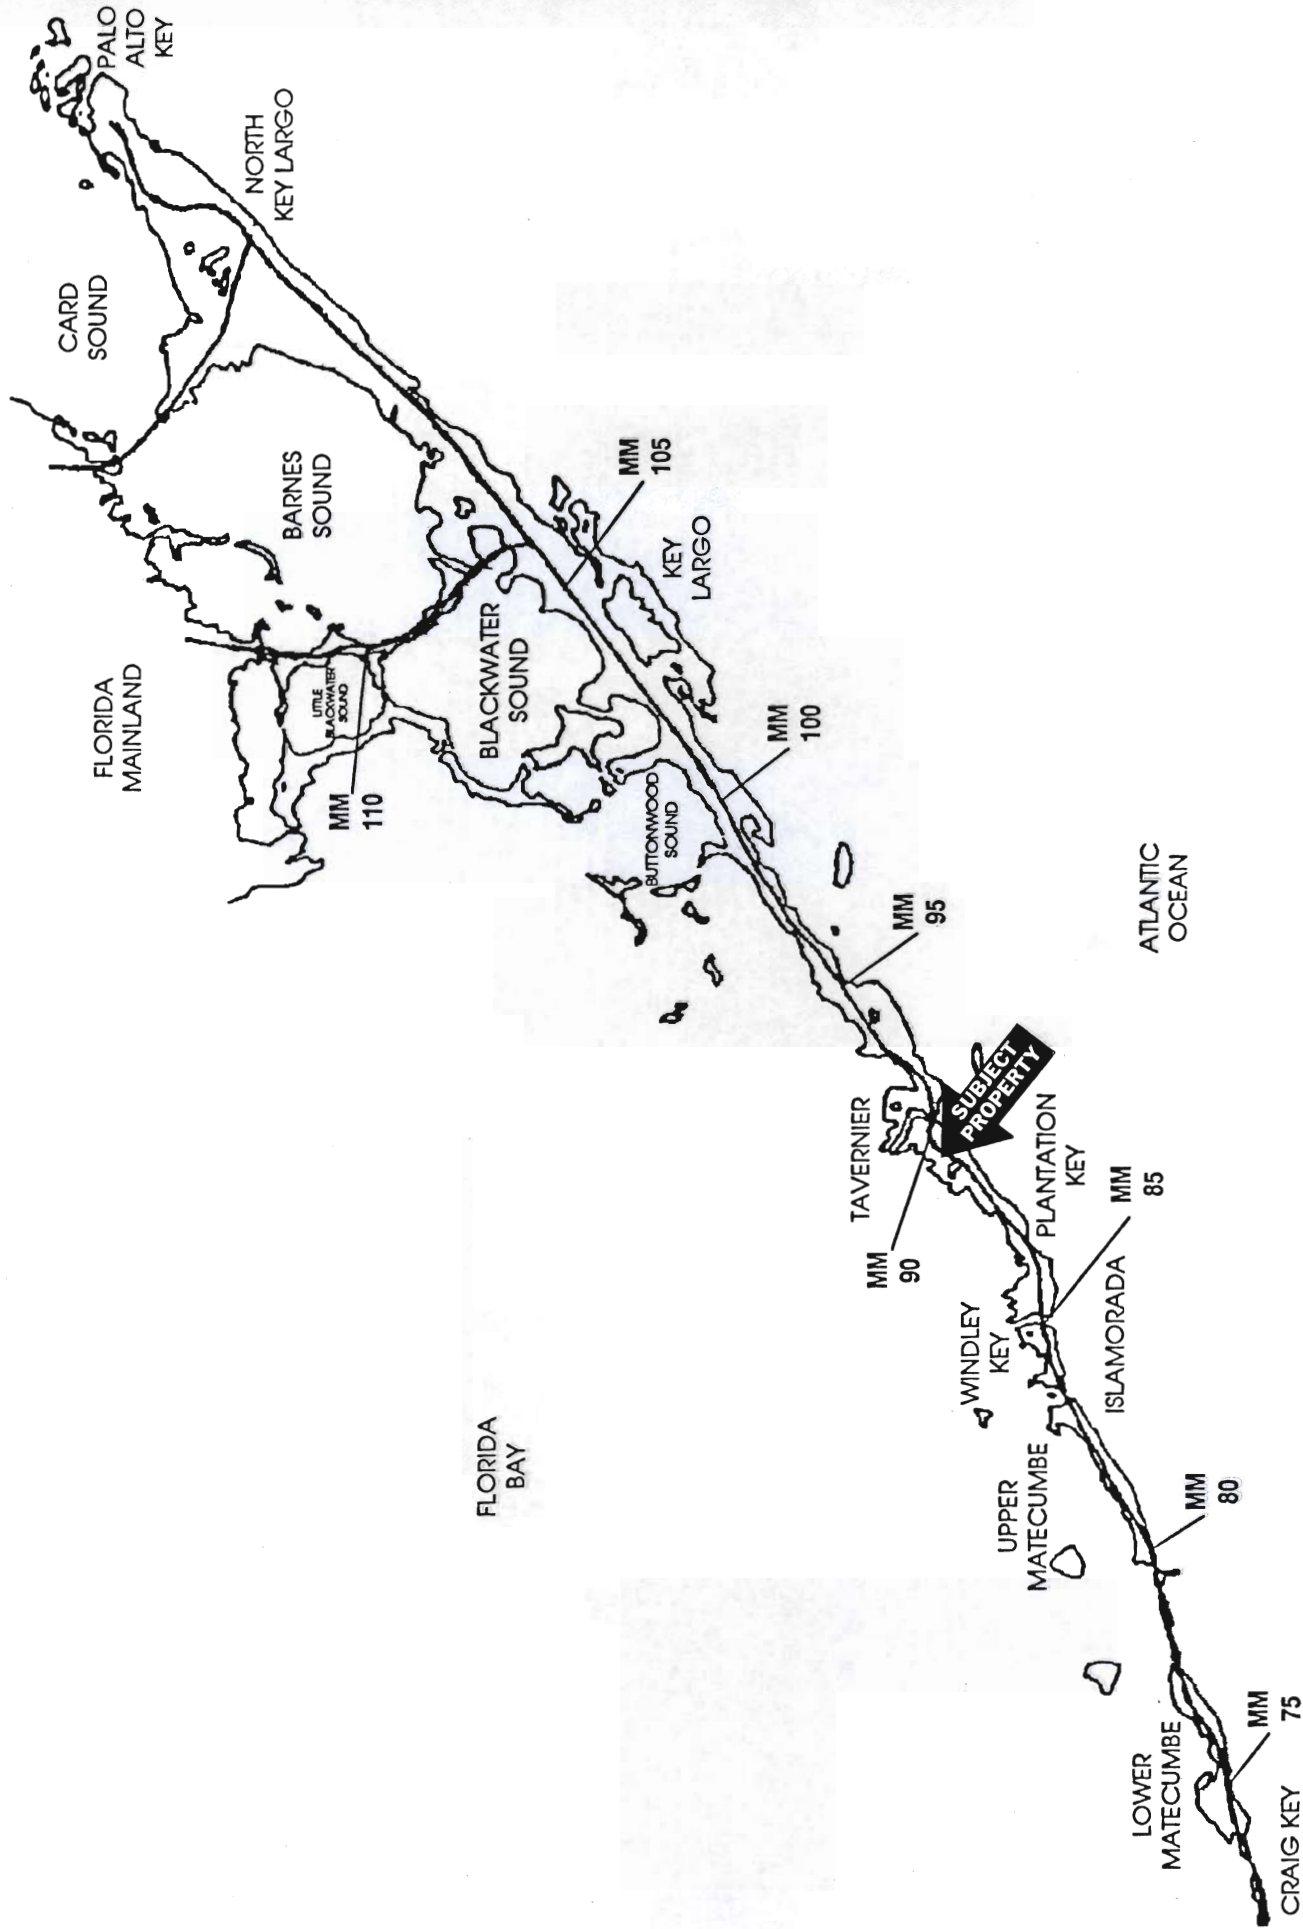 PALO
ALTO
KEY
NORTH
KEY LARGO
CARD
SOUND
BARNES
SOUND
MM
105
KEY
LARGO
FLORIDA
MAINLAND
LITTLE
BLACKWATER
SOUND
BLACKWATER
SOUND
MM
110
MM
100
BUTTONWOOD
SOUND
MM
95
ATLANTIC
OCEAN
SUBJECT
PROPERTY
TAVERNIER
PLANTATION
KEY
MM
90
MM
85
WINDLEY
KEY
ISLAMORADA
FLORIDA
BAY
UPPER
MATECUMBE
MM
80
LOWER
MATECUMBE
MM
75
CRAIG KEY